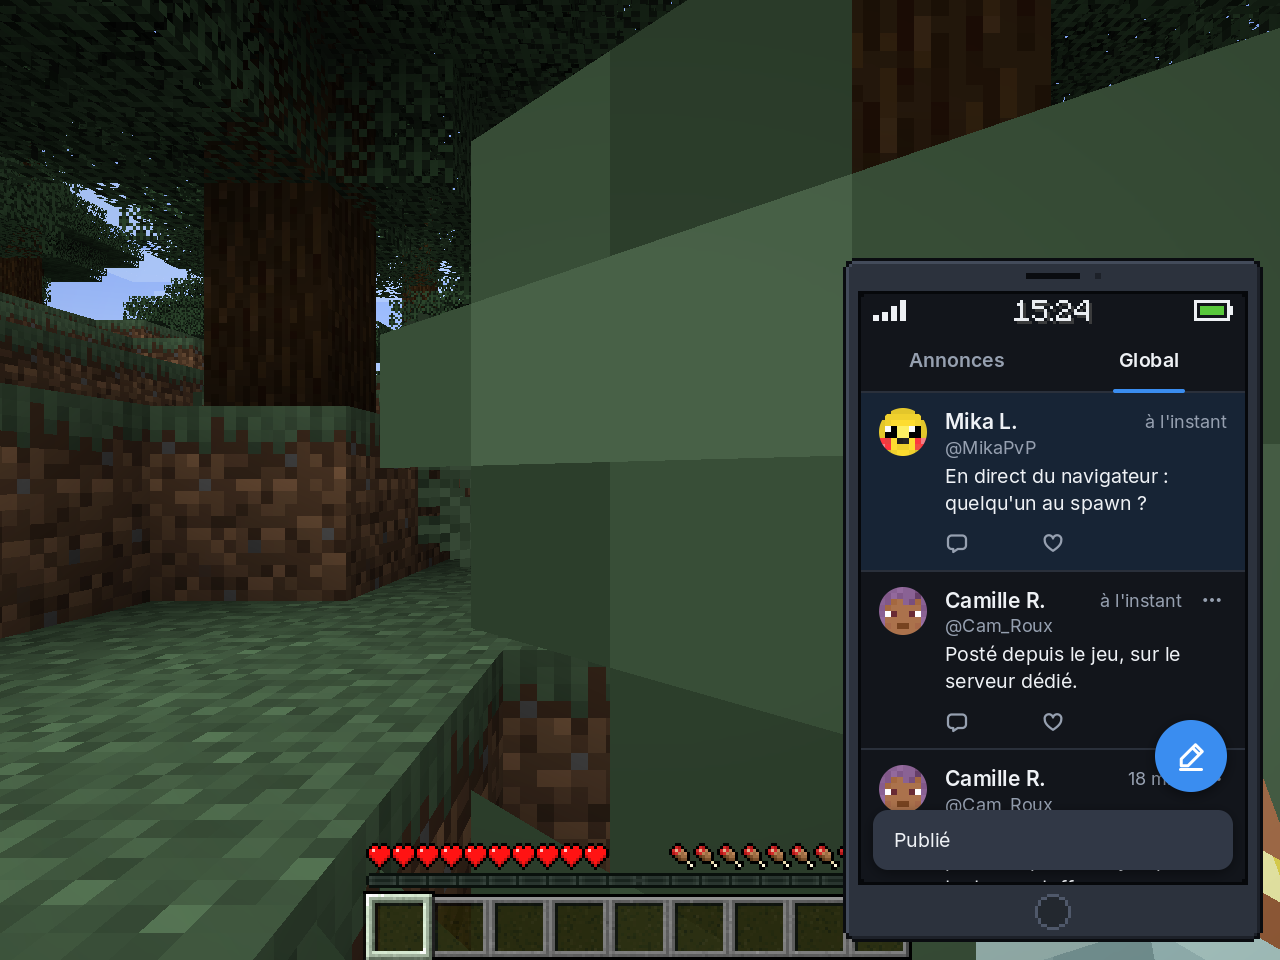 15:24
Annonces
Global
Mika L.
à l'instant
@MikaPvP
En direct du navigateur :
quelqu'un au spawn ?
Camille R.
à l'instant
@Cam_Roux
Posté depuis le jeu, sur le
serveur dédié.
Camille R.
18 m
@Cam_Roux
Publié